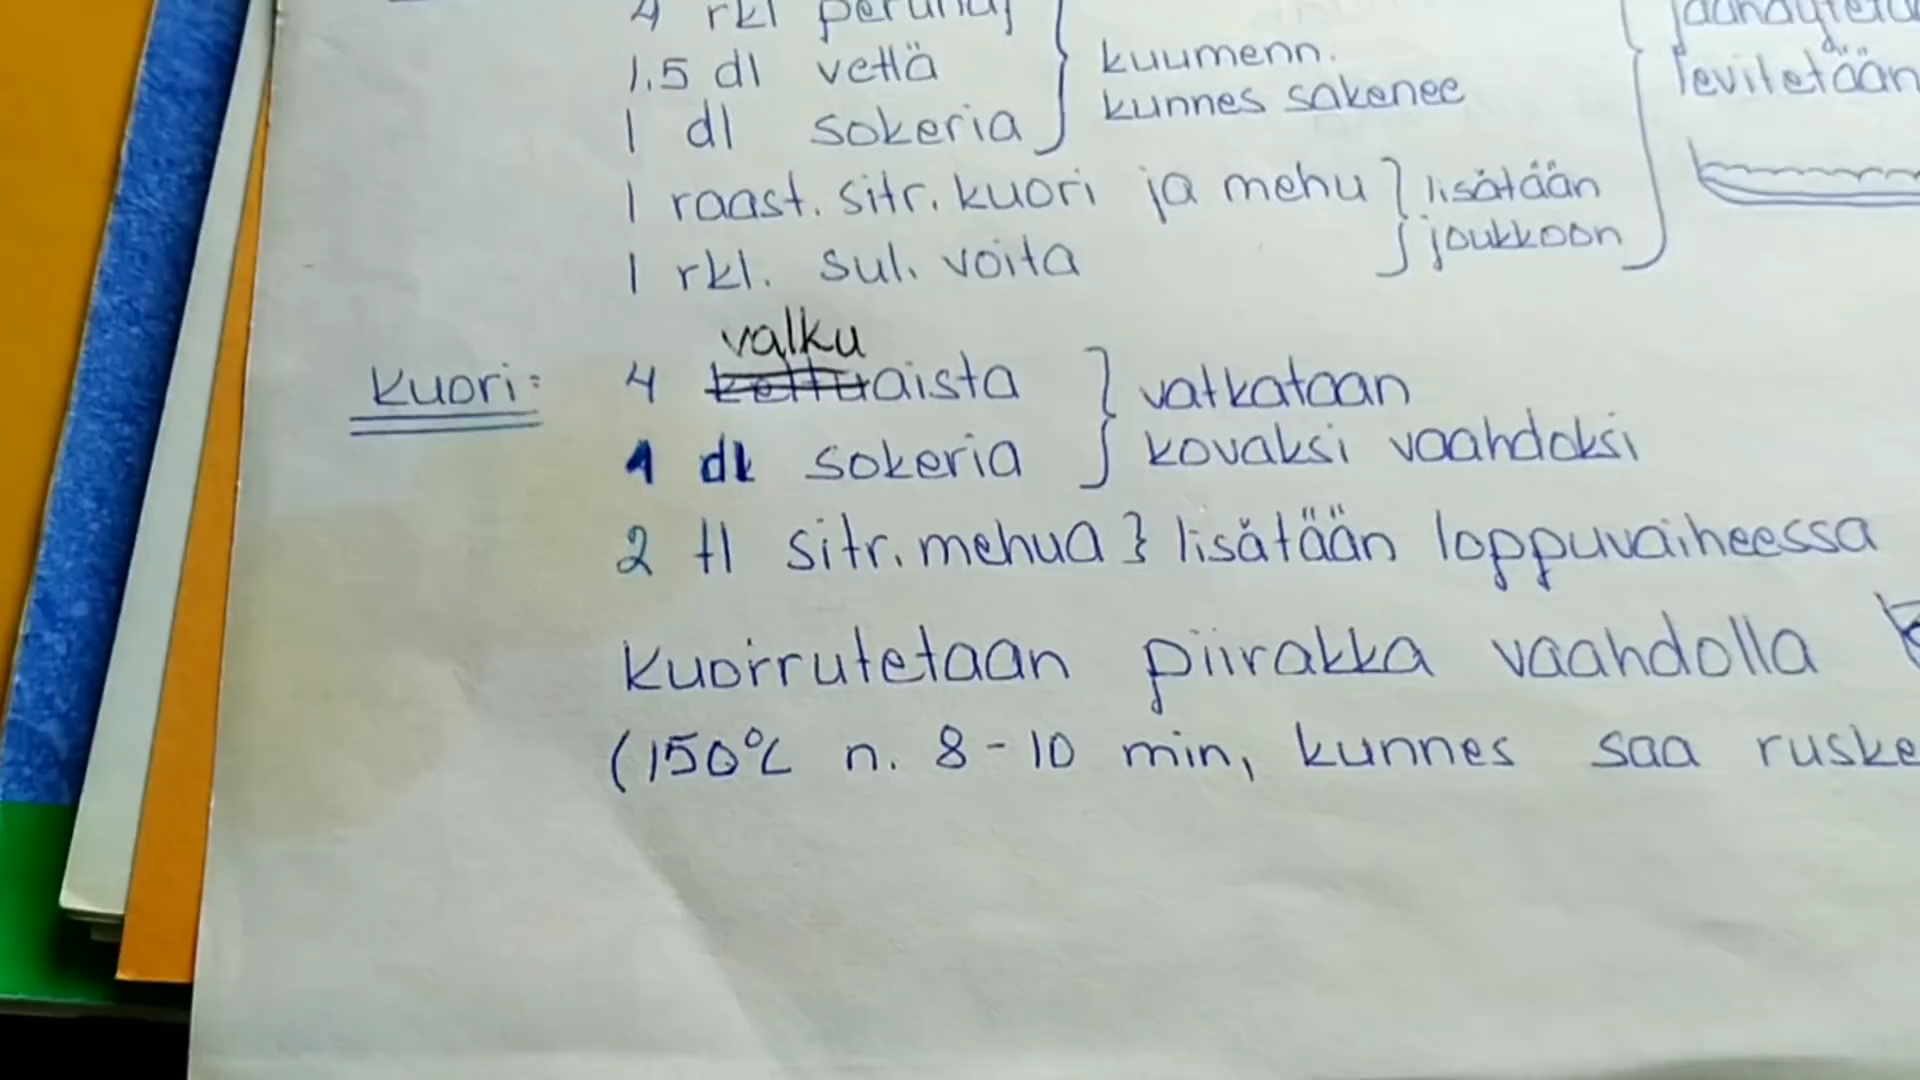 4 rkl perunaj
1.5 dl vettä
1 dl sokeria
kuumenn.
kunnes sakenee
1 raast. sitr. kuori ja mehu
1 rkl. sul. voita
lisätään
joukkoon
levitetään
Kuori:
valku
4 keltuaista
1 dl sokeria
vatkataan
kovaksi vaahdoksi
2 tl sitr. mehua } lisätään loppuvaiheessa
Kuorrutetaan piirakka vaahdolla
(150°C n. 8-10 min, kunnes saa ruske